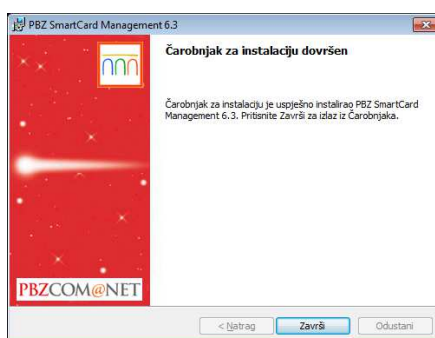 PBZ SmartCard Management 6.3
Čarobnjak za instalaciju dovršen
Čarobnjak za instalaciju je uspješno instalirao PBZ SmartCard
Management 6.3. Pritisnite Završi za izlaz iz Čarobnjaka.
PBZCOM@NET
< Natrag
Završi
Odustani